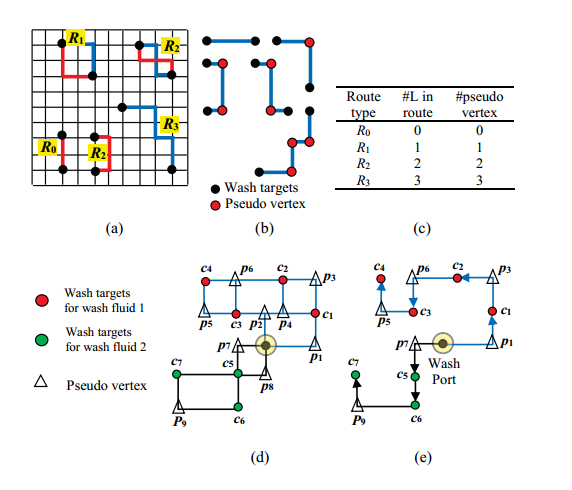 R1
R2
R3
R0
R2
Wash targets
Pseudo vertex
Route type #L in route #pseudo vertex
R0 0 0
R1 1 1
R2 2 2
R3 3 3
(a) (b) (c)
Wash targets for wash fluid 1
Wash targets for wash fluid 2
Pseudo vertex
c4 p6 c2 p3
p5 c3 p2 p4 c1
p7 p1
c7 c5 p8
P9 c6
c4 p6 c2 p3
p5 c3 c1
p7 p1
Wash Port
c7 c5
P9 c6
(d) (e)